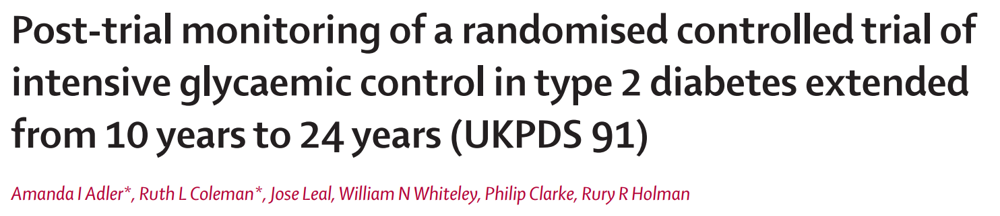 Post-trial monitoring of a randomised controlled trial of
intensive glycaemic control in type 2 diabetes extended
from 10 years to 24 years (UKPDS 91)
Amanda I Adler*, Ruth L Coleman*, Jose Leal, William N Whiteley, Philip Clarke, Rury R Holman